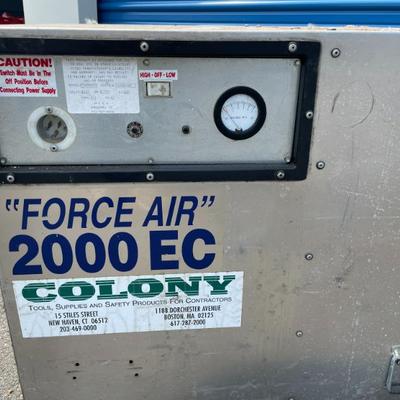 CAUTION!
Switch Must Be In The
Off Position Before
Connecting Power Supply
HIGH - OFF - LOW
"FORCE AIR"
2000 EC
COLONY
TOOLS, SUPPLIES AND SAFETY PRODUCTS FOR CONTRACTORS
15 STILES STREET
NEW HAVEN, CT 06512
203-469-0000
1188 DORCHESTER AVENUE
BOSTON, MA 02125
617-287-2000